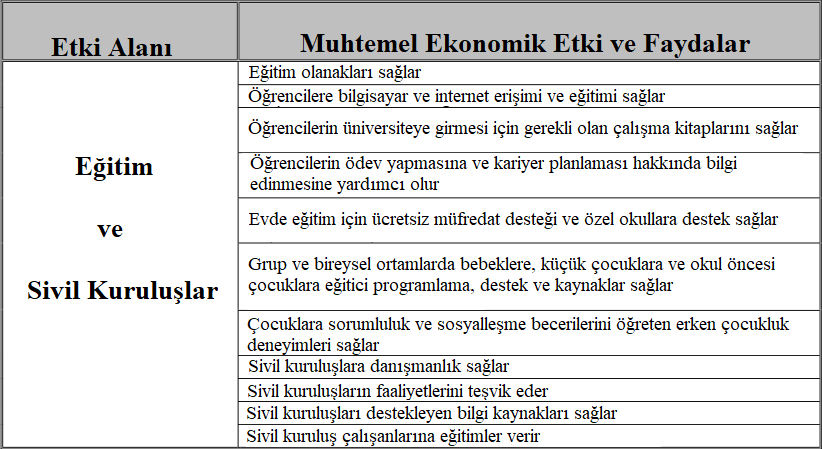 Etki Alanı
Muhtemel Ekonomik Etki ve Faydalar
Eğitim
ve
Sivil Kuruluşlar
Eğitim olanakları sağlar
Öğrencilere bilgisayar ve internet erişimi ve eğitimi sağlar
Öğrencilerin üniversiteye girmesi için gerekli olan çalışma kitaplarını sağlar
Öğrencilerin ödev yapmasına ve kariyer planlaması hakkında bilgi
edinmesine yardımcı olur
Evde eğitim için ücretsiz müfredat desteği ve özel okullara destek sağlar
Grup ve bireysel ortamlarda bebeklere, küçük çocuklara ve okul öncesi
çocuklara eğitici programlama, destek ve kaynaklar sağlar
Çocuklara sorumluluk ve sosyalleşme becerilerini öğreten erken çocukluk
deneyimleri sağlar
Sivil kuruluşlara danışmanlık sağlar
Sivil kuruluşların faaliyetlerini teşvik eder
Sivil kuruluşları destekleyen bilgi kaynakları sağlar
Sivil kuruluş çalışanlarına eğitimler verir